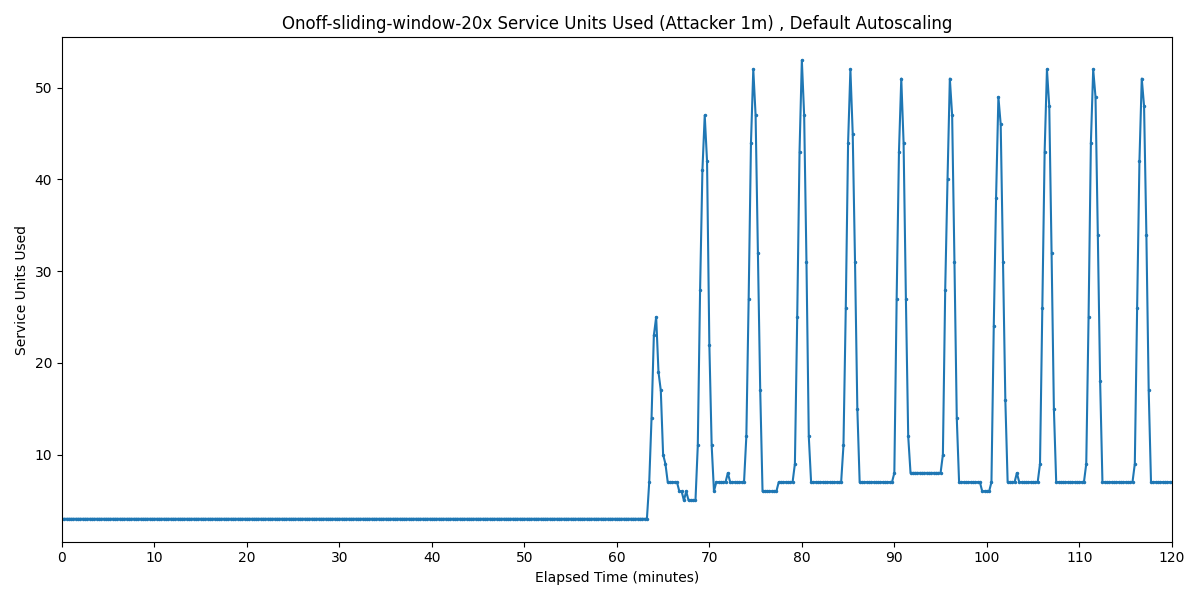 Onoff-sliding-window-20x Service Units Used (Attacker 1m) , Default Autoscaling
Service Units Used
50
40
30
20
10
0 10 20 30 40 50 60 70 80 90 100 110 120
Elapsed Time (minutes)